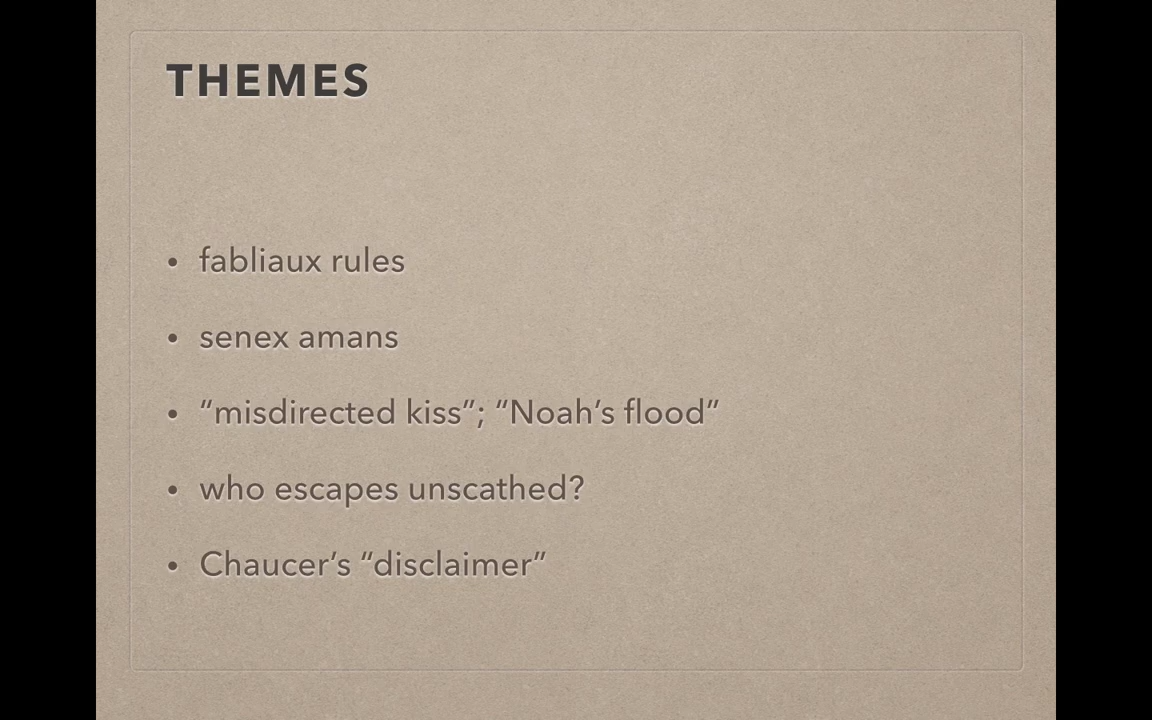 THEMES
• fabliaux rules
• senex amans
• “misdirected kiss”; “Noah’s flood”
• who escapes unscathed?
• Chaucer’s “disclaimer”